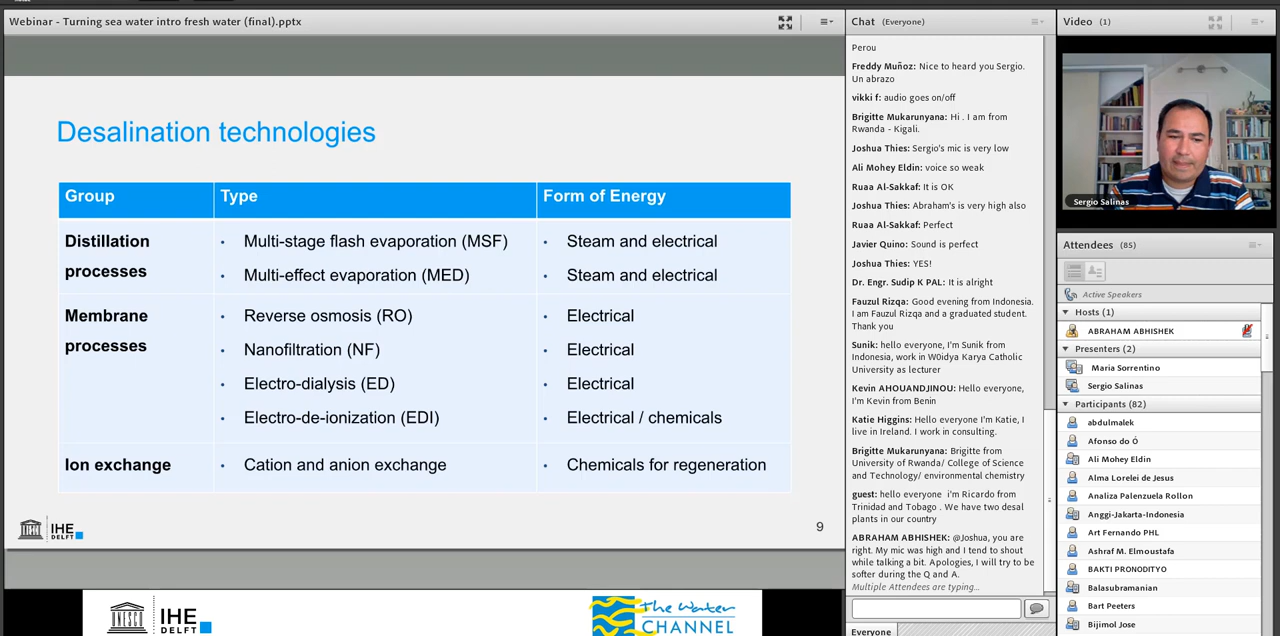 Webinar - Turning sea water intro fresh water (final).pptx
Desalination technologies
Group Type Form of Energy
Distillation processes
• Multi-stage flash evaporation (MSF) • Steam and electrical
• Multi-effect evaporation (MED) • Steam and electrical
Membrane processes
• Reverse osmosis (RO) • Electrical
• Nanofiltration (NF) • Electrical
• Electro-dialysis (ED) • Electrical
• Electro-de-ionization (EDI) • Electrical / chemicals
Ion exchange • Cation and anion exchange • Chemicals for regeneration
IHE
DELFT
9
UNESCO
IHE
DELFT
The Water
CHANNEL
Chat (Everyone)
Perou
Freddy Muñoz: Nice to heard you Sergio.
Un abrazo
vikki f: audio goes on/off
Brigitte Mukarunyana: Hi . I am from
Rwanda - Kigali.
Joshua Thies: Sergio's mic is very low
Ali Mohey Eldin: voice so weak
Ruaa Al-Sakkaf: It is OK
Joshua Thies: Abraham's is very high also
Ruaa Al-Sakkaf: Perfect
Javier Quino: Sound is perfect
Joshua Thies: YES!
Dr. Engr. Sudip K PAL: It is alright
Fauzul Rizqa: Good evening from Indonesia.
I am Fauzul Rizqa and a graduated student.
Thank you
Sunik: hello everyone, I'm Sunik from
Indonesia, work in W0idya Karya Catholic
University as lecturer
Kevin AHOUANDJINOU: Hello everyone,
I'm Kevin from Benin
Katie Higgins: Hello everyone I'm Katie, I
live in Ireland. I work in consulting.
Brigitte Mukarunyana: Brigitte from
University of Rwanda/ College of Science
and Technology/ environmental chemistry
guest: hello everyone i'm Ricardo from
Trinidad and Tobago . We have two desal
plants in our country
ABRAHAM ABHISHEK: @Joshua, you are
right. My mic was high and I tend to shout
while talking a bit. Apologies, I will try to be
softer during the Q and A.
Multiple Attendees are typing...
Everyone
Video (1)
Sergio Salinas
Attendees (85)
Active Speakers
Hosts (1)
ABRAHAM ABHISHEK
Presenters (2)
Maria Sorrentino
Sergio Salinas
Participants (82)
abdulmalek
Afonso do Ó
Ali Mohey Eldin
Alma Lorelei de Jesus
Analiza Palenzuela Rollon
Anggi-Jakarta-Indonesia
Art Fernando PHL
Ashraf M. Elmoustafa
BAKTI PRONODITYO
Balasubramanian
Bart Peeters
Bijimol Jose